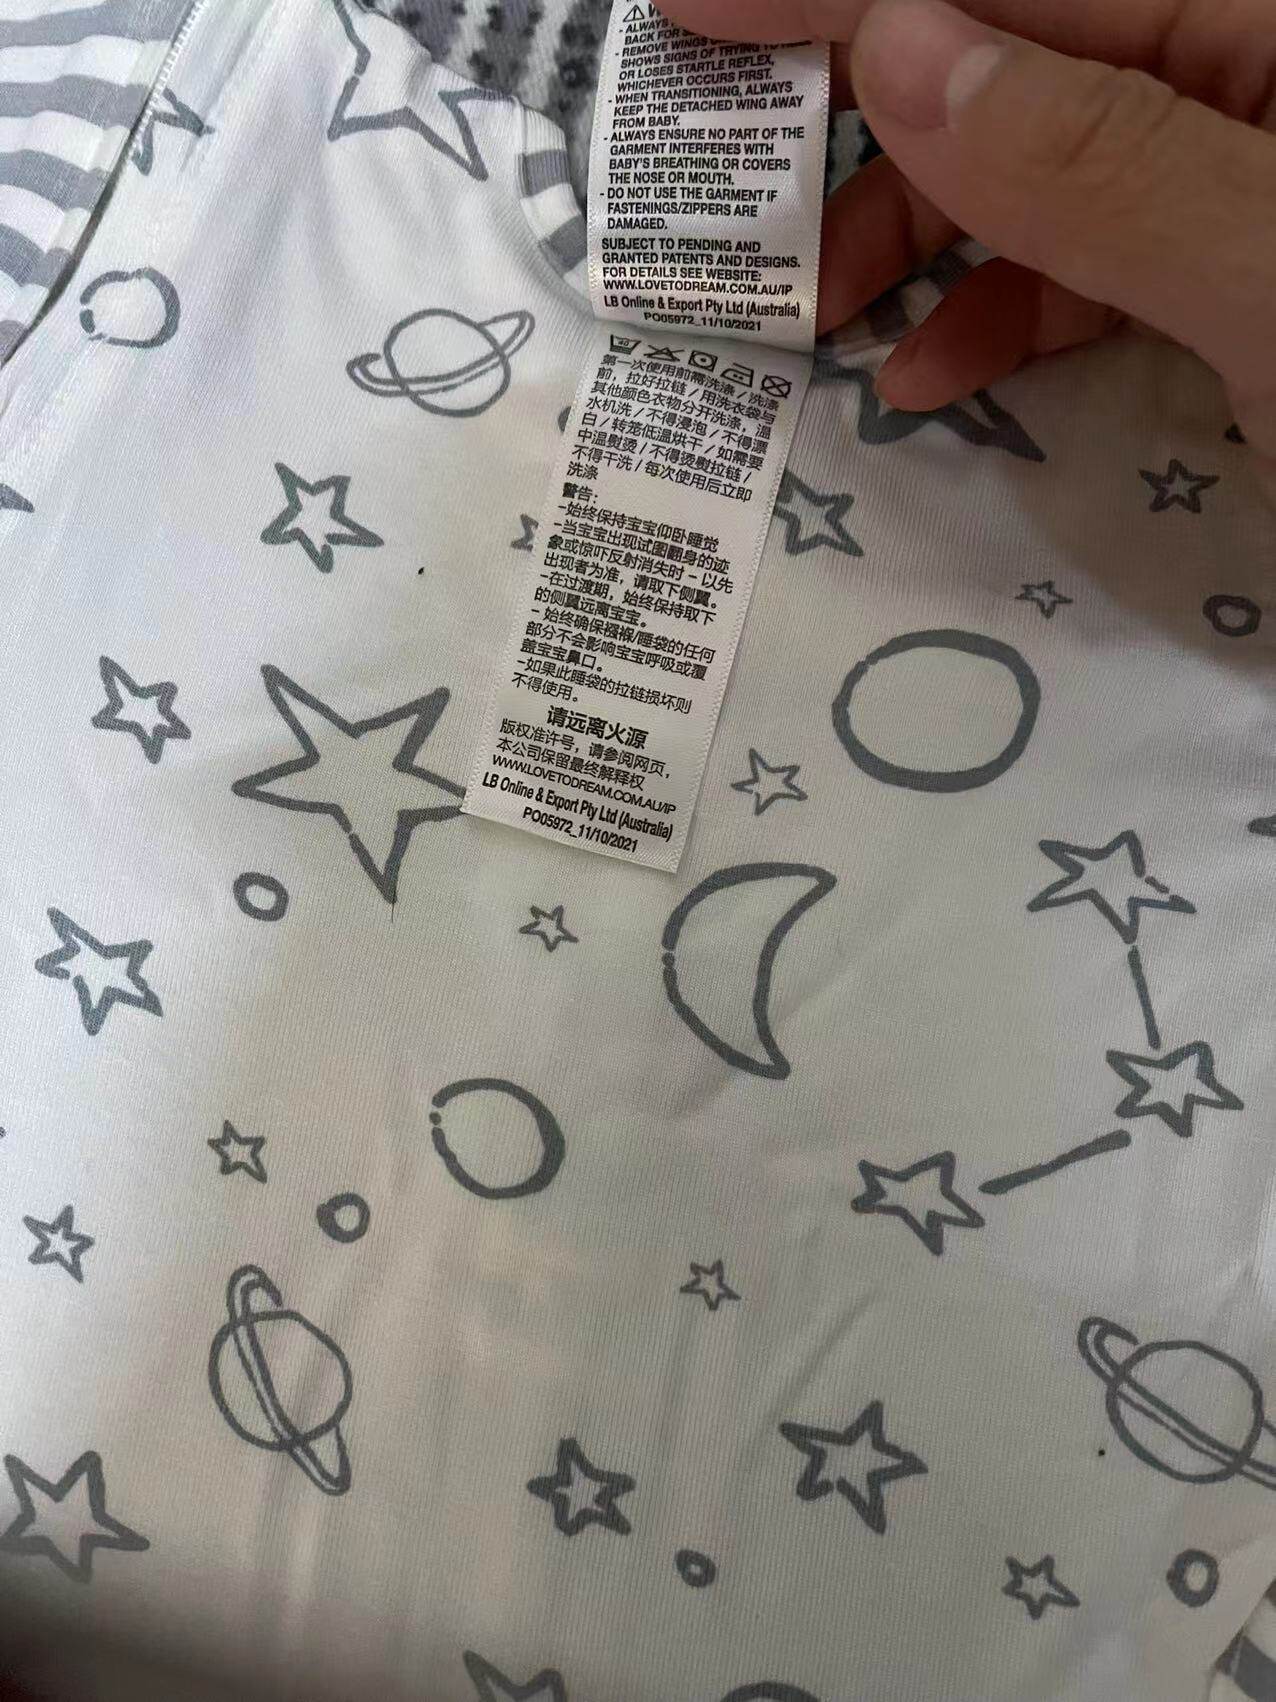 - ALWAYS
BACK FOR
- REMOVE WINGS
SHOWS SIGNS OF TRYING TO
OR LOSES STARTLE REFLEX,
WHICHEVER OCCURS FIRST.
- WHEN TRANSITIONING, ALWAYS
KEEP THE DETACHED WING AWAY
FROM BABY.
- ALWAYS ENSURE NO PART OF THE
GARMENT INTERFERES WITH
BABY'S BREATHING OR COVERS
THE NOSE OR MOUTH.
- DO NOT USE THE GARMENT IF
FASTENINGS/ZIPPERS ARE
DAMAGED.
SUBJECT TO PENDING AND
GRANTED PATENTS AND DESIGNS.
FOR DETAILS SEE WEBSITE:
WWW.LOVETODREAM.COM.AU/IP
LB Online & Export Pty Ltd (Australia)
PO05972_11/10/2021
40
第一次使用前需洗涤 / 洗涤
前，拉好拉链 / 用洗衣袋与
其他颜色衣物分开洗涤，温
水机洗 / 不得浸泡 / 不得漂
白 / 转笼低温烘干 / 如需要
中温熨烫 / 不得烫熨拉链 /
不得干洗 / 每次使用后立即
洗涤
警告：
-始终保持宝宝仰卧睡觉
-当宝宝出现试图翻身的迹
象或惊吓反射消失时 – 以先
出现者为准，请取下侧翼。
-在过渡期，始终保持取下
的侧翼远离宝宝。
- 始终确保襁褓/睡袋的任何
部分不会影响宝宝呼吸或覆
盖宝宝鼻口。
-如果此睡袋的拉链损坏则
不得使用。
请远离火源
版权准许号，请参阅网页，
本公司保留最终解释权
WWW.LOVETODREAM.COM.AU/IP
LB Online & Export Pty Ltd (Australia)
PO05972_11/10/2021